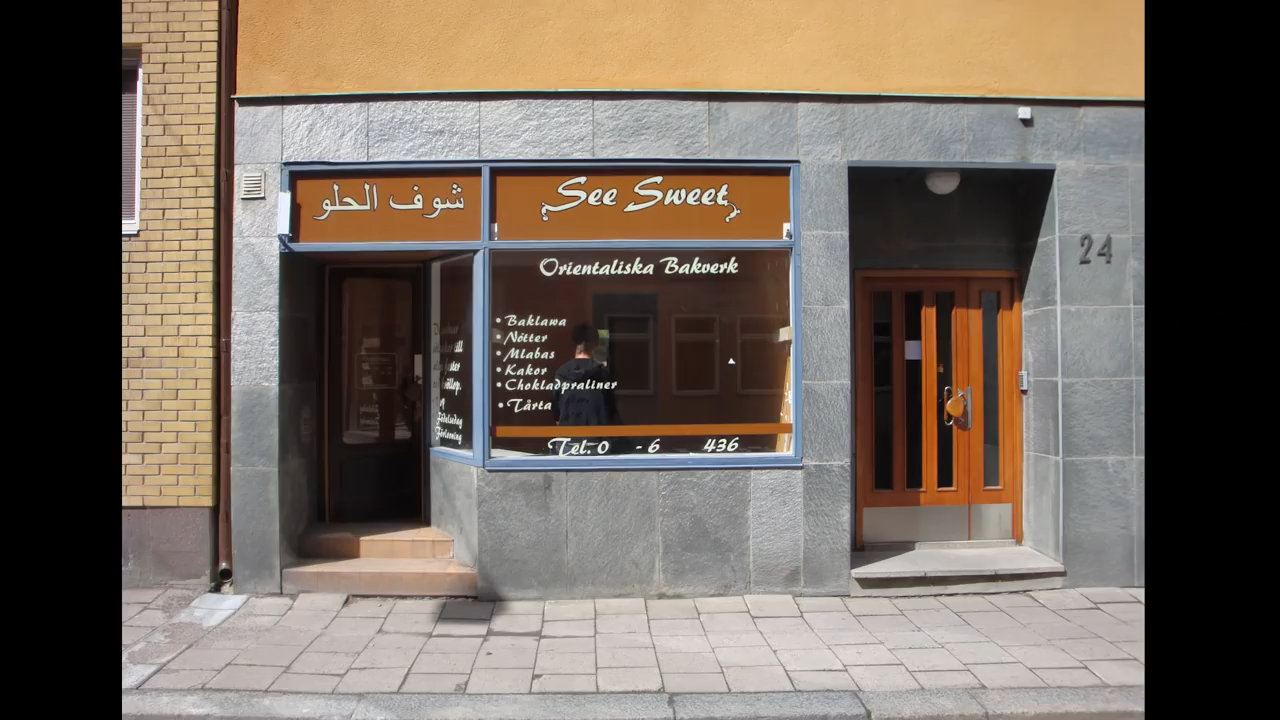 شوف الحلو
See Sweet
Orientaliska Bakverk
• Baklawa
• Nötter
• Mlabas
• Kakor
• Chokladpraliner
• Tårta
Tel: 0 - 6 436
24